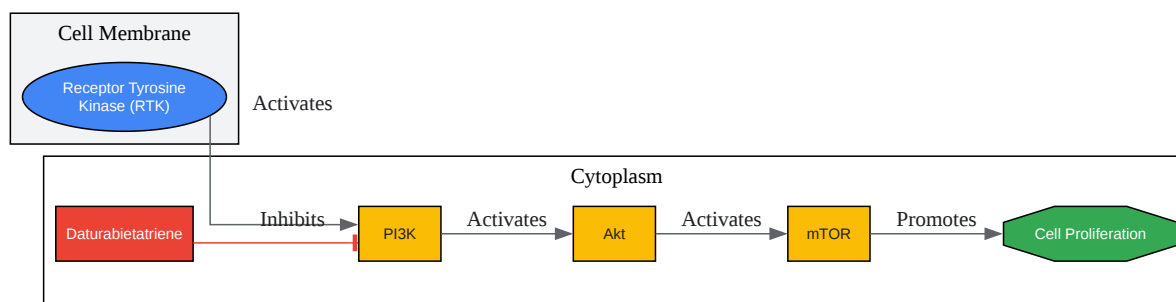 Cell Membrane
Receptor Tyrosine
Kinase (RTK)
Activates
Cytoplasm
Daturabietatriene
Inhibits
PI3K
Activates
Akt
Activates
mTOR
Promotes
Cell Proliferation